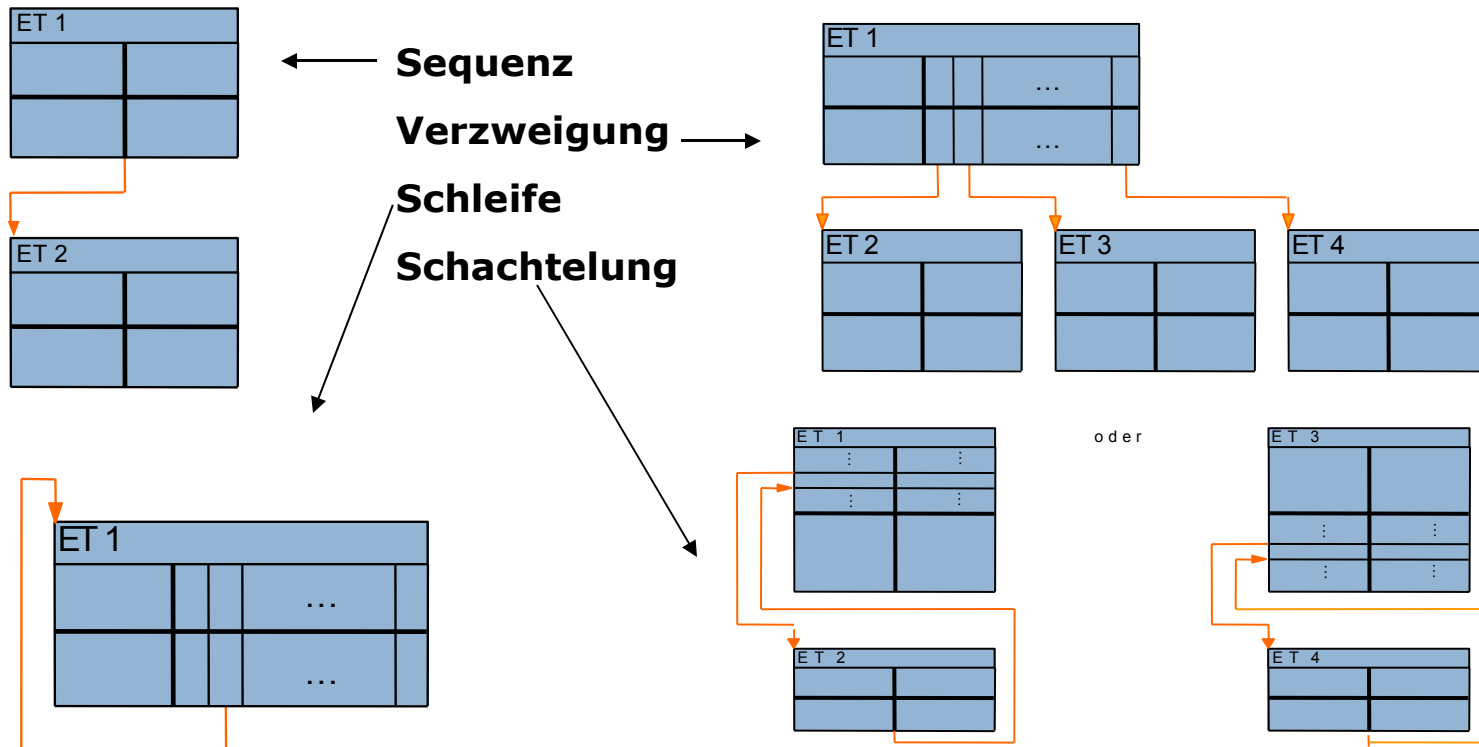 ET 1
Sequenz
Verzweigung
Schleife
Schachtelung
ET 2
ET 1
...
...
ET 2
ET 3
ET 4
ET 1
...
...
ET 1
⋮ ⋮
⋮ ⋮
ET 2
oder
ET 3
⋮ ⋮
⋮ ⋮
ET 4